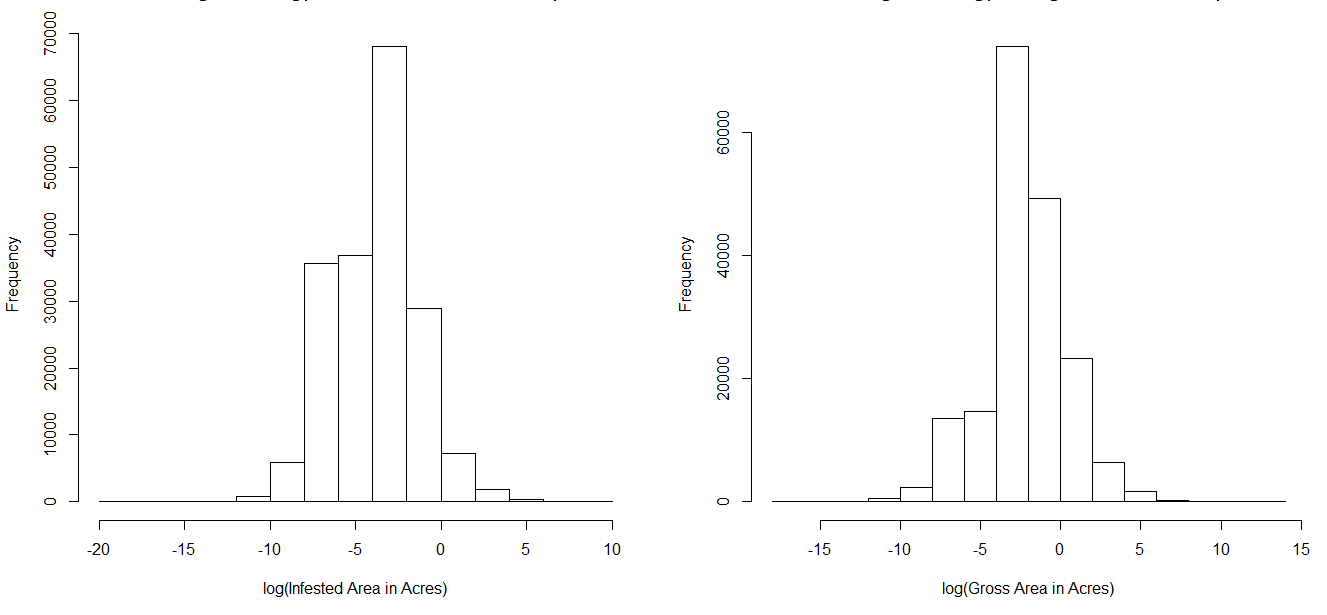 70000
60000
50000
40000
30000
20000
10000
0
Frequency
-20 -15 -10 -5 0 5 10
log(Infested Area in Acres)
60000
40000
20000
0
Frequency
-15 -10 -5 0 5 10 15
log(Gross Area in Acres)